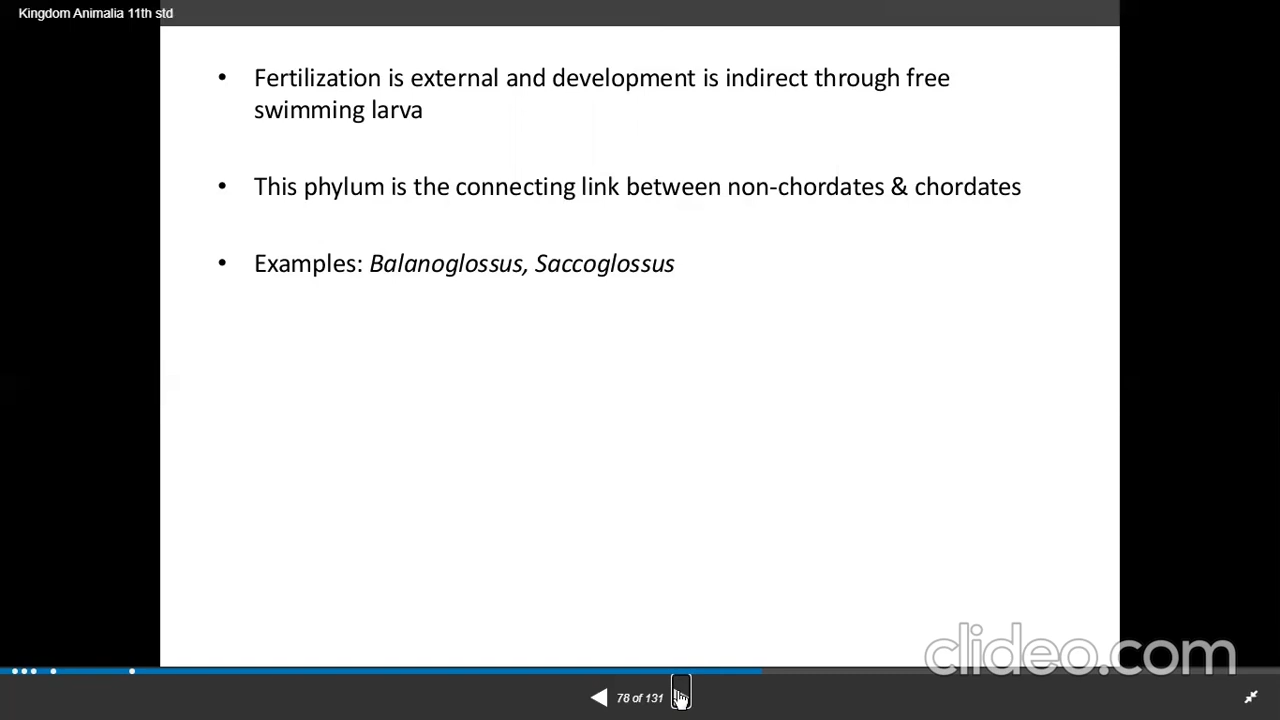 Kingdom Animalia 11th std
• Fertilization is external and development is indirect through free
swimming larva
• This phylum is the connecting link between non-chordates & chordates
• Examples: Balanoglossus, Saccoglossus
clideo.com
78 of 131